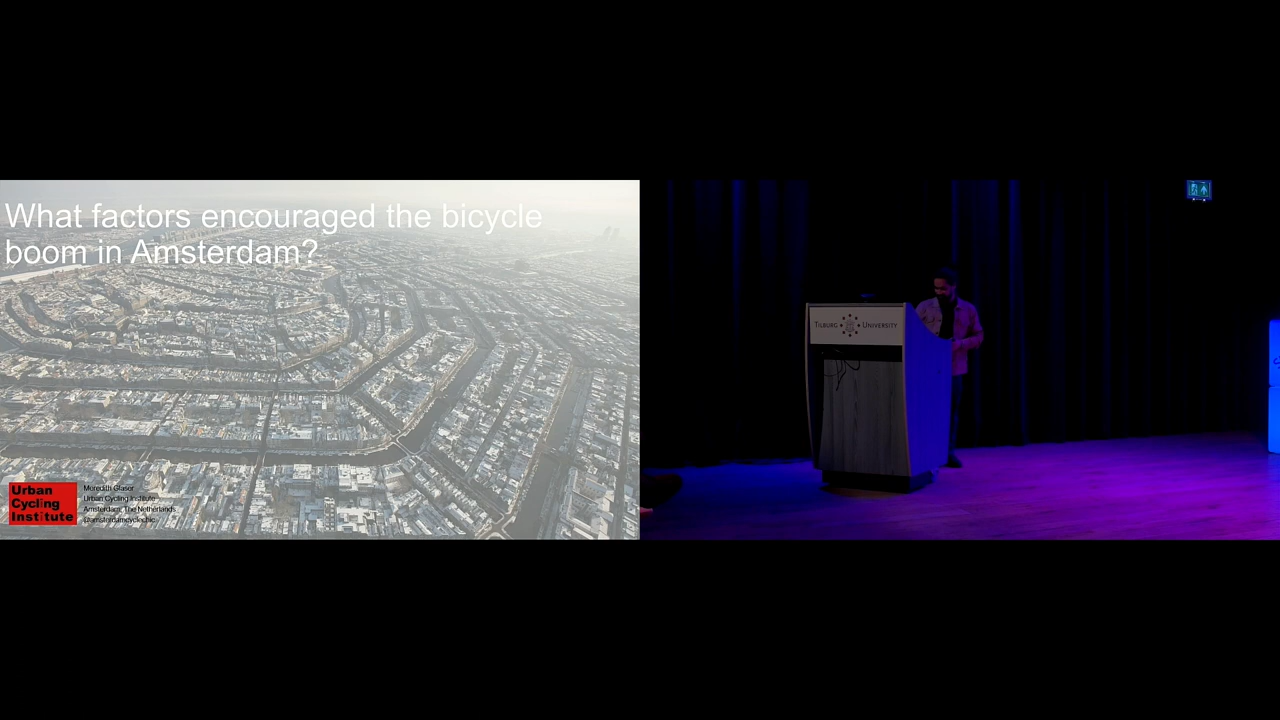 What factors encouraged the bicycle
boom in Amsterdam?
Urban
Cycling
Institute
Meredith Glaser
Urban Cycling Institute
Amsterdam, The Netherlands
@amsterdamcyclechic
TILBURG UNIVERSITY